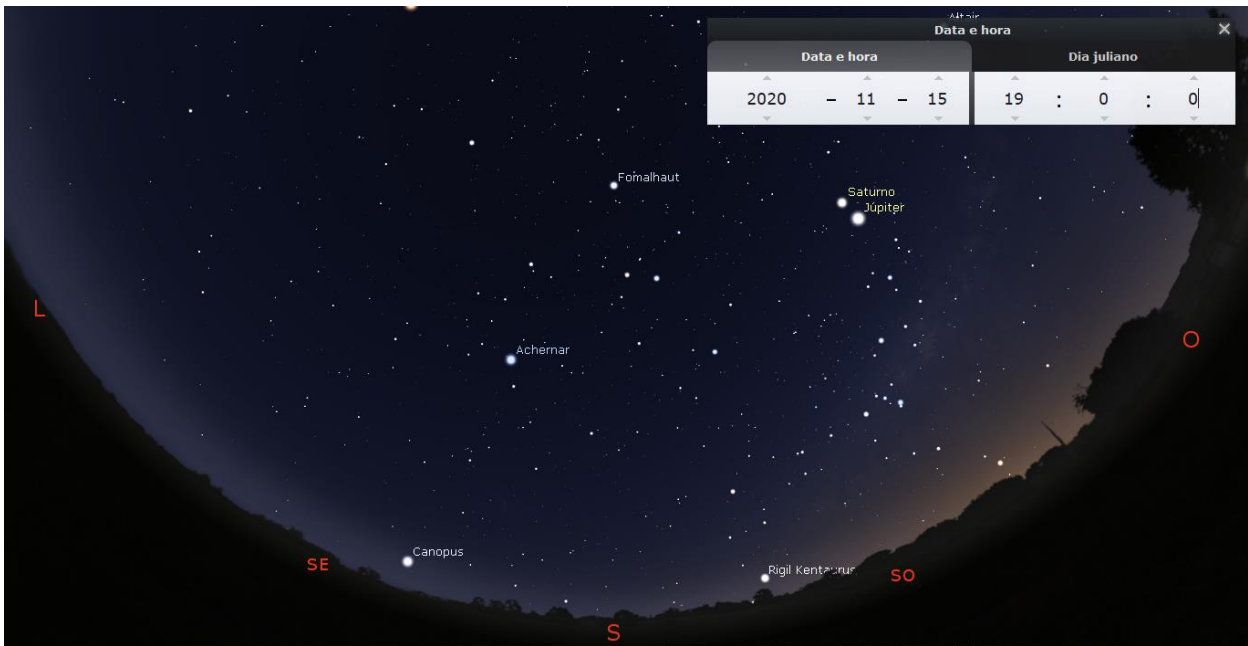 Altair
Data e hora
Data e hora Dia juliano
2020 – 11 – 15 19 : 0 : 0
Fomalhaut
Saturno
Júpiter
L
O
Achernar
Canopus
SE
Rigil Kentaurus
SO
S